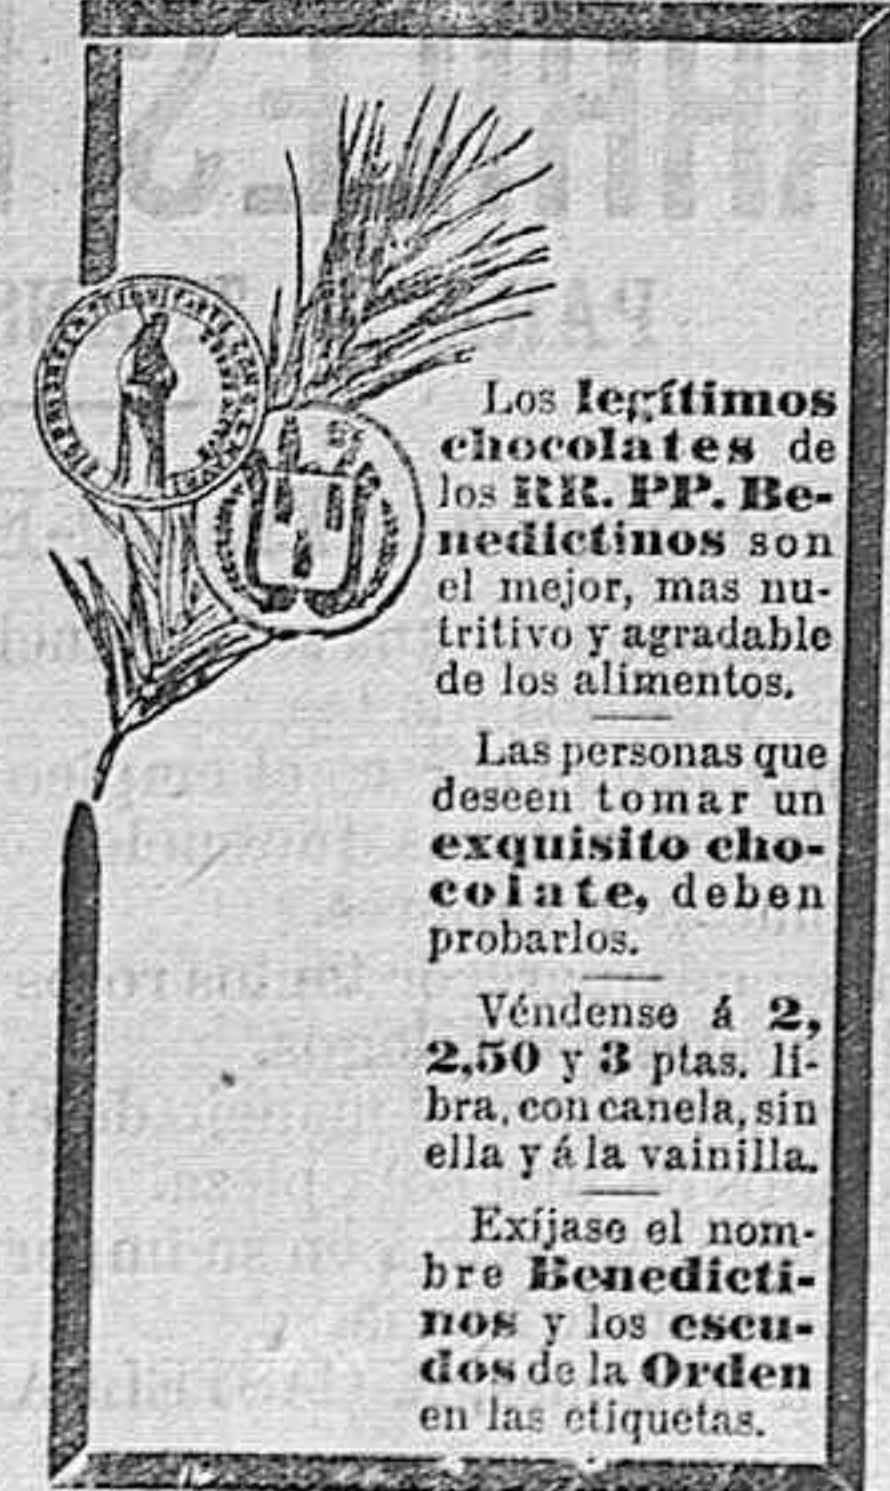 Los legítimos
chocolates de
los RR. PP. Be-
nedictinos son
el mejor, mas nu-
tritivo y agradable
de los alimentos.
Las personas que
deseen tomar un
exquisito cho-
colate, deben
probarlos.
Véndense á 2,
2,50 y 3 ptas. li-
bra, con canela, sin
ella y á la vainilla.
Exíjase el nom-
bre Benedicti-
nos y los escu-
dos de la Orden
en las etiquetas.